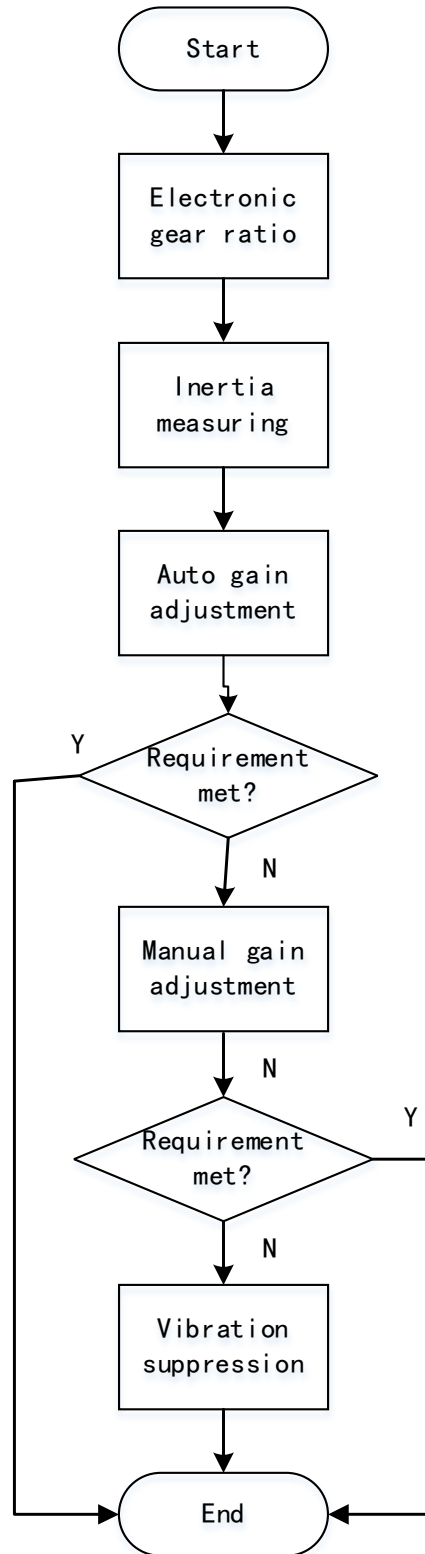 Start
Electronic
gear ratio
Inertia
measuring
Auto gain
adjustment
Y
Requirement
met?
N
Manual gain
adjustment
N
Y
Requirement
met?
N
Vibration
suppression
End